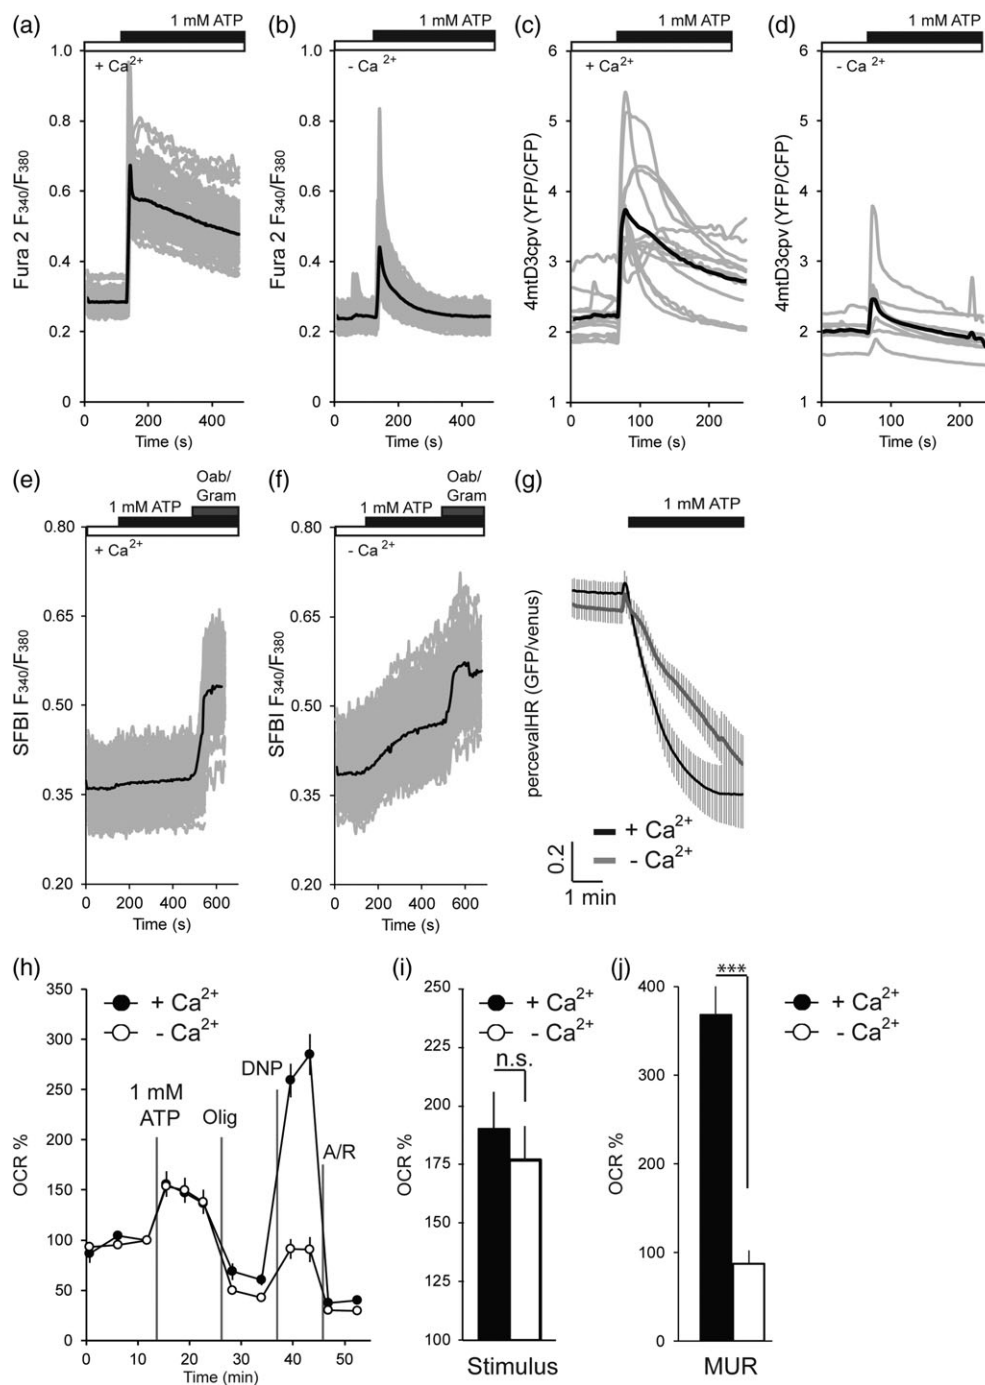 (a)
1 mM ATP
+ Ca2+
Fura 2 F340/F380
1.0
0.8
0.6
0.4
0.2
0
0
200
400
Time (s)
(b)
1 mM ATP
- Ca 2+
Fura 2 F340/F380
1.0
0.8
0.6
0.4
0.2
0
0
200
400
Time (s)
(c)
1 mM ATP
+ Ca2+
4mtD3cpv (YFP/CFP)
6
5
4
3
2
1
0
100
200
Time (s)
(d)
1 mM ATP
- Ca 2+
4mtD3cpv (YFP/CFP)
6
5
4
3
2
1
0
100
200
Time (s)
(e)
Oab/
Gram
1 mM ATP
+ Ca2+
SFBI F340/F380
0.80
0.65
0.50
0.35
0.20
0
200
400
600
Time (s)
(f)
Oab/
Gram
1 mM ATP
- Ca 2+
SFBI F340/F380
0.80
0.65
0.50
0.35
0.20
0
200
400
600
Time (s)
(g)
1 mM ATP
percevalHR (GFP/venus)
+ Ca2+
- Ca2+
0.2
1 min
(h)
+ Ca2+
- Ca2+
OCR %
350
300
250
200
150
100
50
0
1 mM
ATP
Olig
DNP
A/R
0
10
20
30
40
50
Time (min)
(i)
+ Ca2+
- Ca2+
n.s.
OCR %
250
225
200
175
150
125
100
Stimulus
(j)
***
+ Ca2+
- Ca2+
OCR %
400
300
200
100
0
MUR